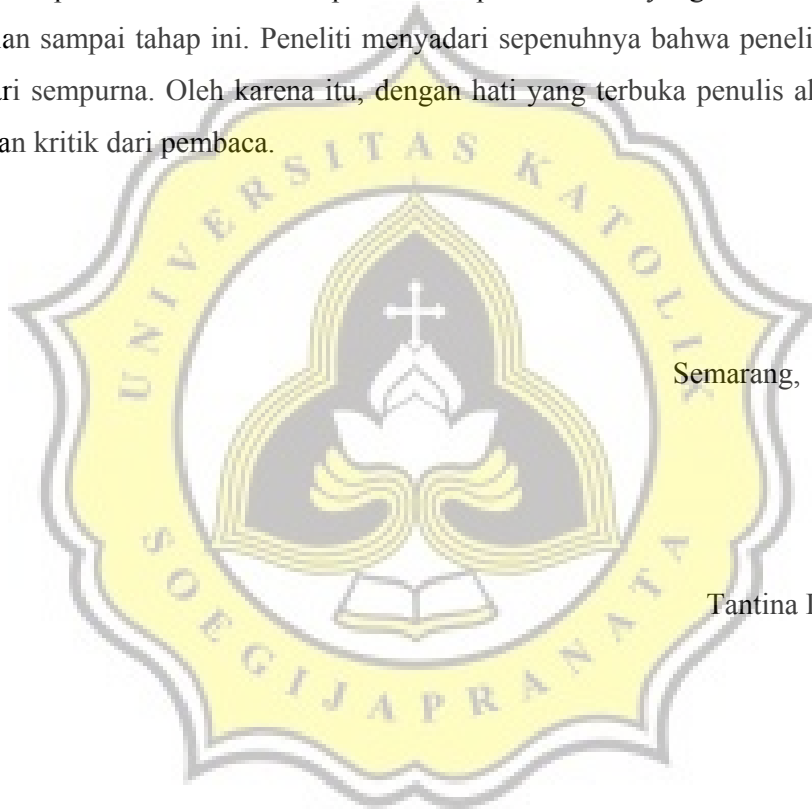 an sampai tahap ini. Peneliti menyadari sepenuhnya bahwa peneli
ri sempurna. Oleh karena itu, dengan hati yang terbuka penulis a
an kritik dari pembaca.
UNIVERSITAS KATOLIK
Semarang,
Tantina
SOEGIJAPRANATA